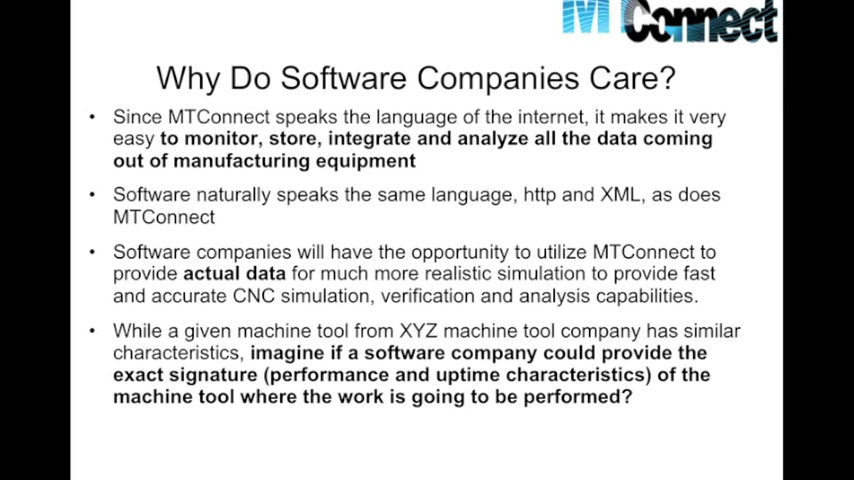 MTConnect
Why Do Software Companies Care?
• Since MTConnect speaks the language of the internet, it makes it very
easy to monitor, store, integrate and analyze all the data coming
out of manufacturing equipment
• Software naturally speaks the same language, http and XML, as does
MTConnect
• Software companies will have the opportunity to utilize MTConnect to
provide actual data for much more realistic simulation to provide fast
and accurate CNC simulation, verification and analysis capabilities.
• While a given machine tool from XYZ machine tool company has similar
characteristics, imagine if a software company could provide the
exact signature (performance and uptime characteristics) of the
machine tool where the work is going to be performed?